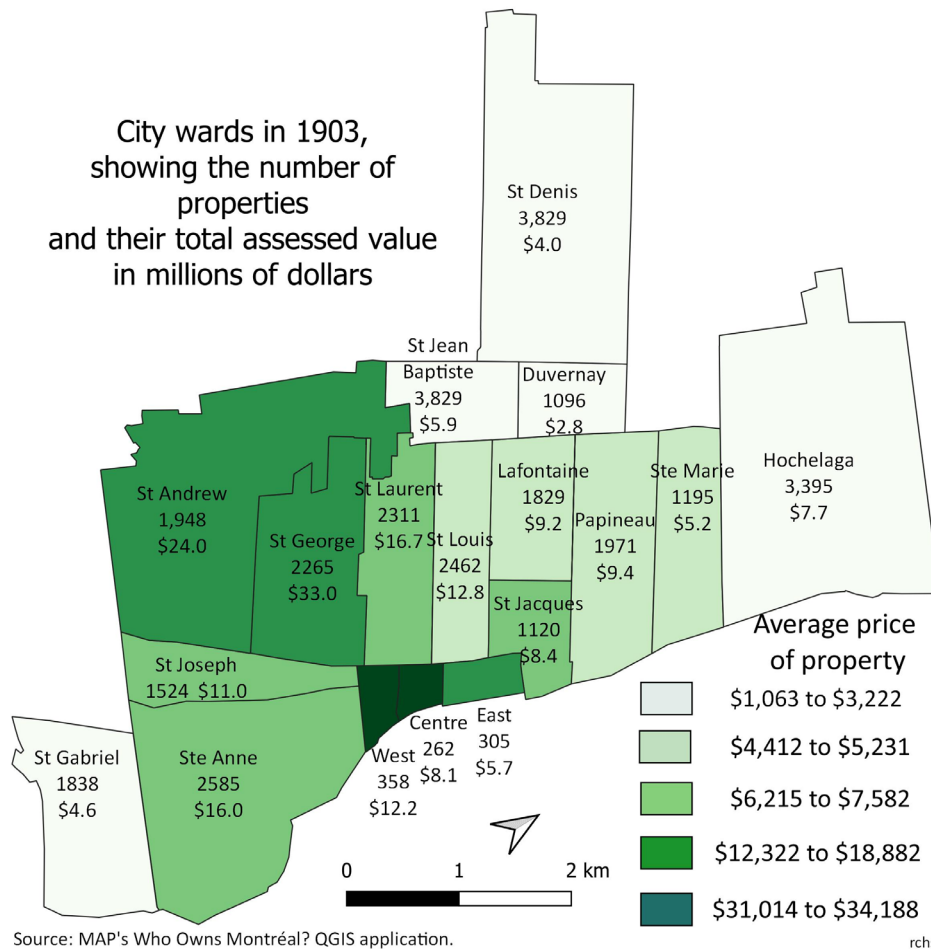 City wards in 1903,
showing the number of
properties
and their total assessed value
in millions of dollars
St Denis
3,829
$4.0
St Jean
Baptiste
3,829
$5.9
Duvernay
1096
$2.8
Hochelaga
3,395
$7.7
St Andrew
1,948
$24.0
St George
2265
$33.0
St Laurent
2311
$16.7
St Louis
2462
$12.8
Lafontaine
1829
$9.2
Papineau
1971
$9.4
Ste Marie
1195
$5.2
St Jacques
1120
$8.4
St Joseph
1524 $11.0
St Gabriel
1838
$4.6
Ste Anne
2585
$16.0
West
358
$12.2
Centre
262
$8.1
East
305
$5.7
Average price
of property
$1,063 to $3,222
$4,412 to $5,231
$6,215 to $7,582
$12,322 to $18,882
$31,014 to $34,188
0 1 2 km
Source: MAP's Who Owns Montréal? QGIS application.
rch